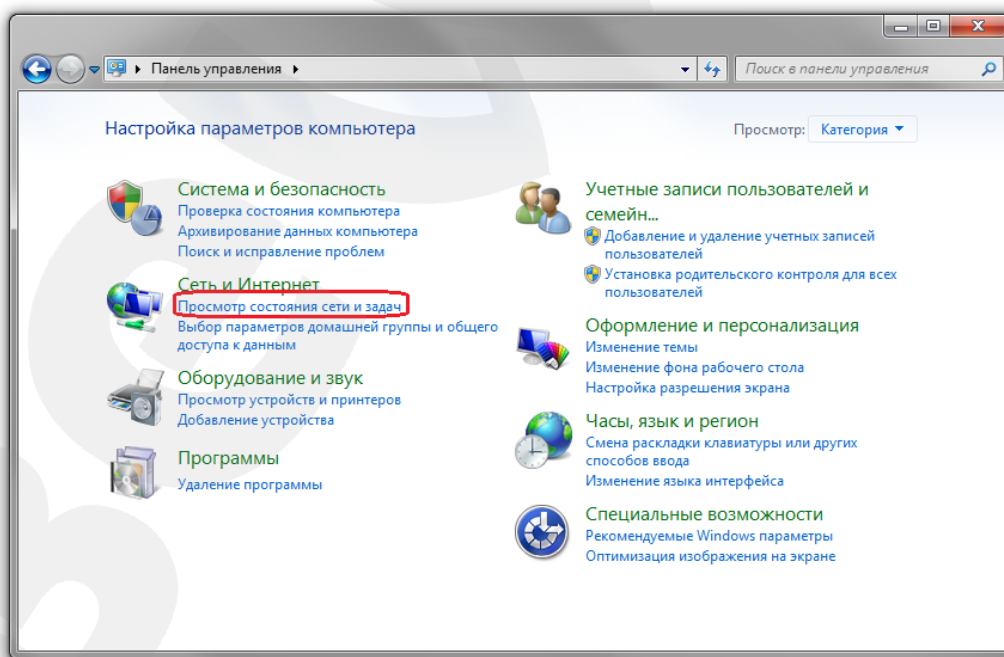 Панель управления
Поиск в панели управления
Настройка параметров компьютера
Просмотр: Категория
Система и безопасность
Проверка состояния компьютера
Архивирование данных компьютера
Поиск и исправление проблем
Сеть и Интернет
Просмотр состояния сети и задач
Выбор параметров домашней группы и общего
доступа к данным
Оборудование и звук
Просмотр устройств и принтеров
Добавление устройства
Программы
Удаление программы
Учетные записи пользователей и
семейн...
Добавление и удаление учетных записей
пользователей
Установка родительского контроля для всех
пользователей
Оформление и персонализация
Изменение темы
Изменение фона рабочего стола
Настройка разрешения экрана
Часы, язык и регион
Смена раскладки клавиатуры или других
способов ввода
Изменение языка интерфейса
Специальные возможности
Рекомендуемые Windows параметры
Оптимизация изображения на экране